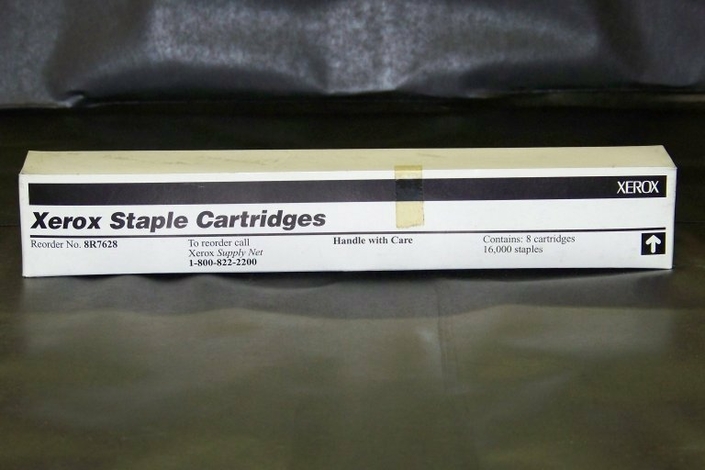 XEROX
Xerox Staple Cartridges
Reorder No. 8R7628
To reorder call
Xerox Supply Net
1-800-822-2200
Handle with Care
Contains: 8 cartridges
16,000 staples